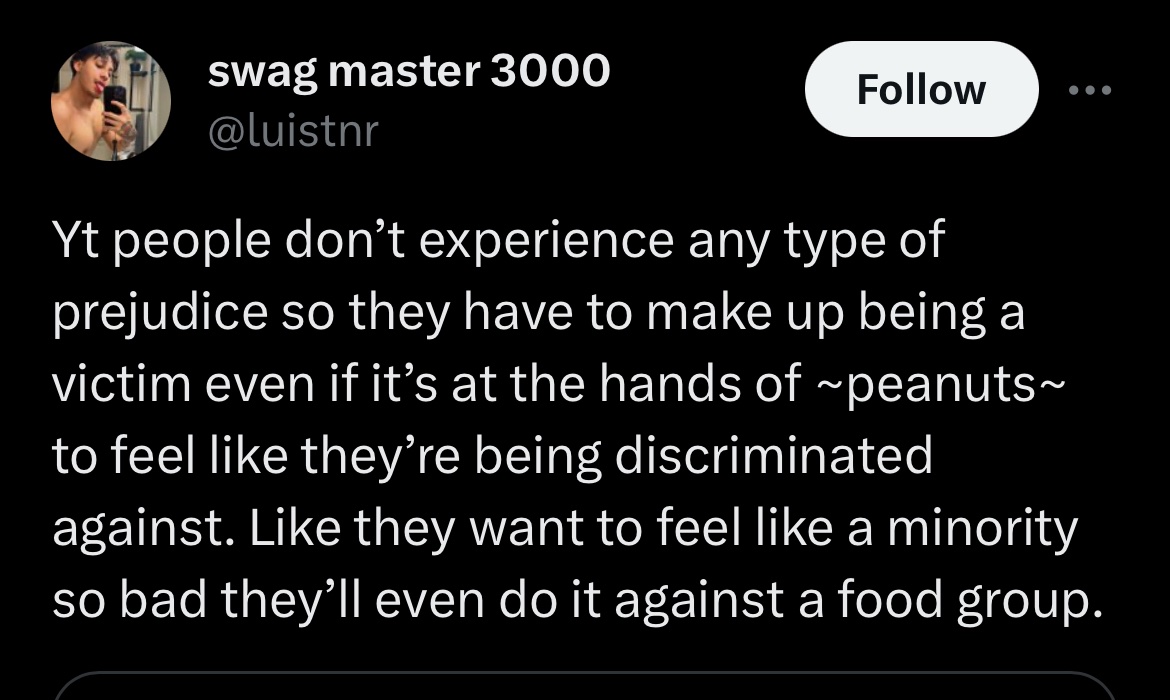 swag master 3000
Follow
@luistnr
Yt people don’t experience any type of
prejudice so they have to make up being a
victim even if it’s at the hands of ~peanuts~
to feel like they’re being discriminated
against. Like they want to feel like a minority
so bad they’ll even do it against a food group.